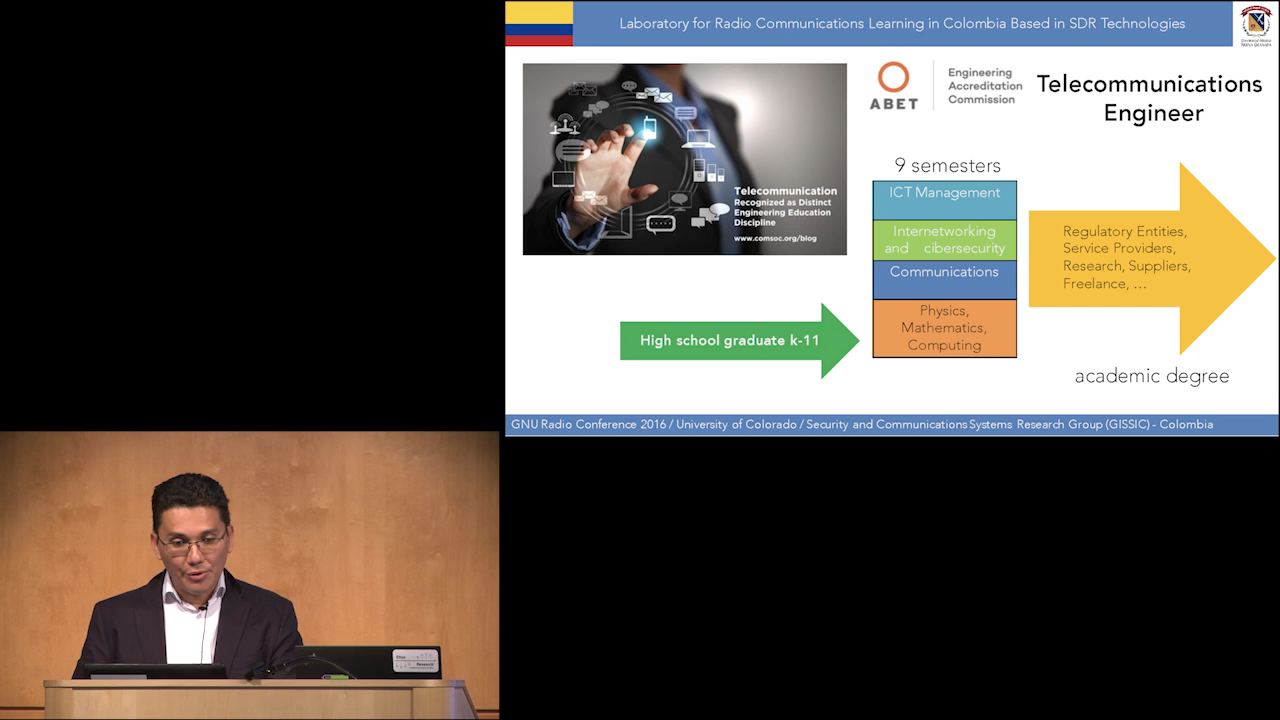 Laboratory for Radio Communications Learning in Colombia Based in SDR Technologies
ABET
Engineering
Accreditation
Commission
Telecommunications
Engineer
Telecommunication
Recognized as Distinct
Engineering Education
Discipline
www.comsoc.org/blog
9 semesters
ICT Management
Internetworking
and cibersecurity
Communications
Physics,
Mathematics,
Computing
High school graduate k-11
Regulatory Entities,
Service Providers,
Research, Suppliers,
Freelance, ...
academic degree
GNU Radio Conference 2016 / University of Colorado / Security and Communications Systems Research Group (GISSIC) - Colombia
Ettus
Research